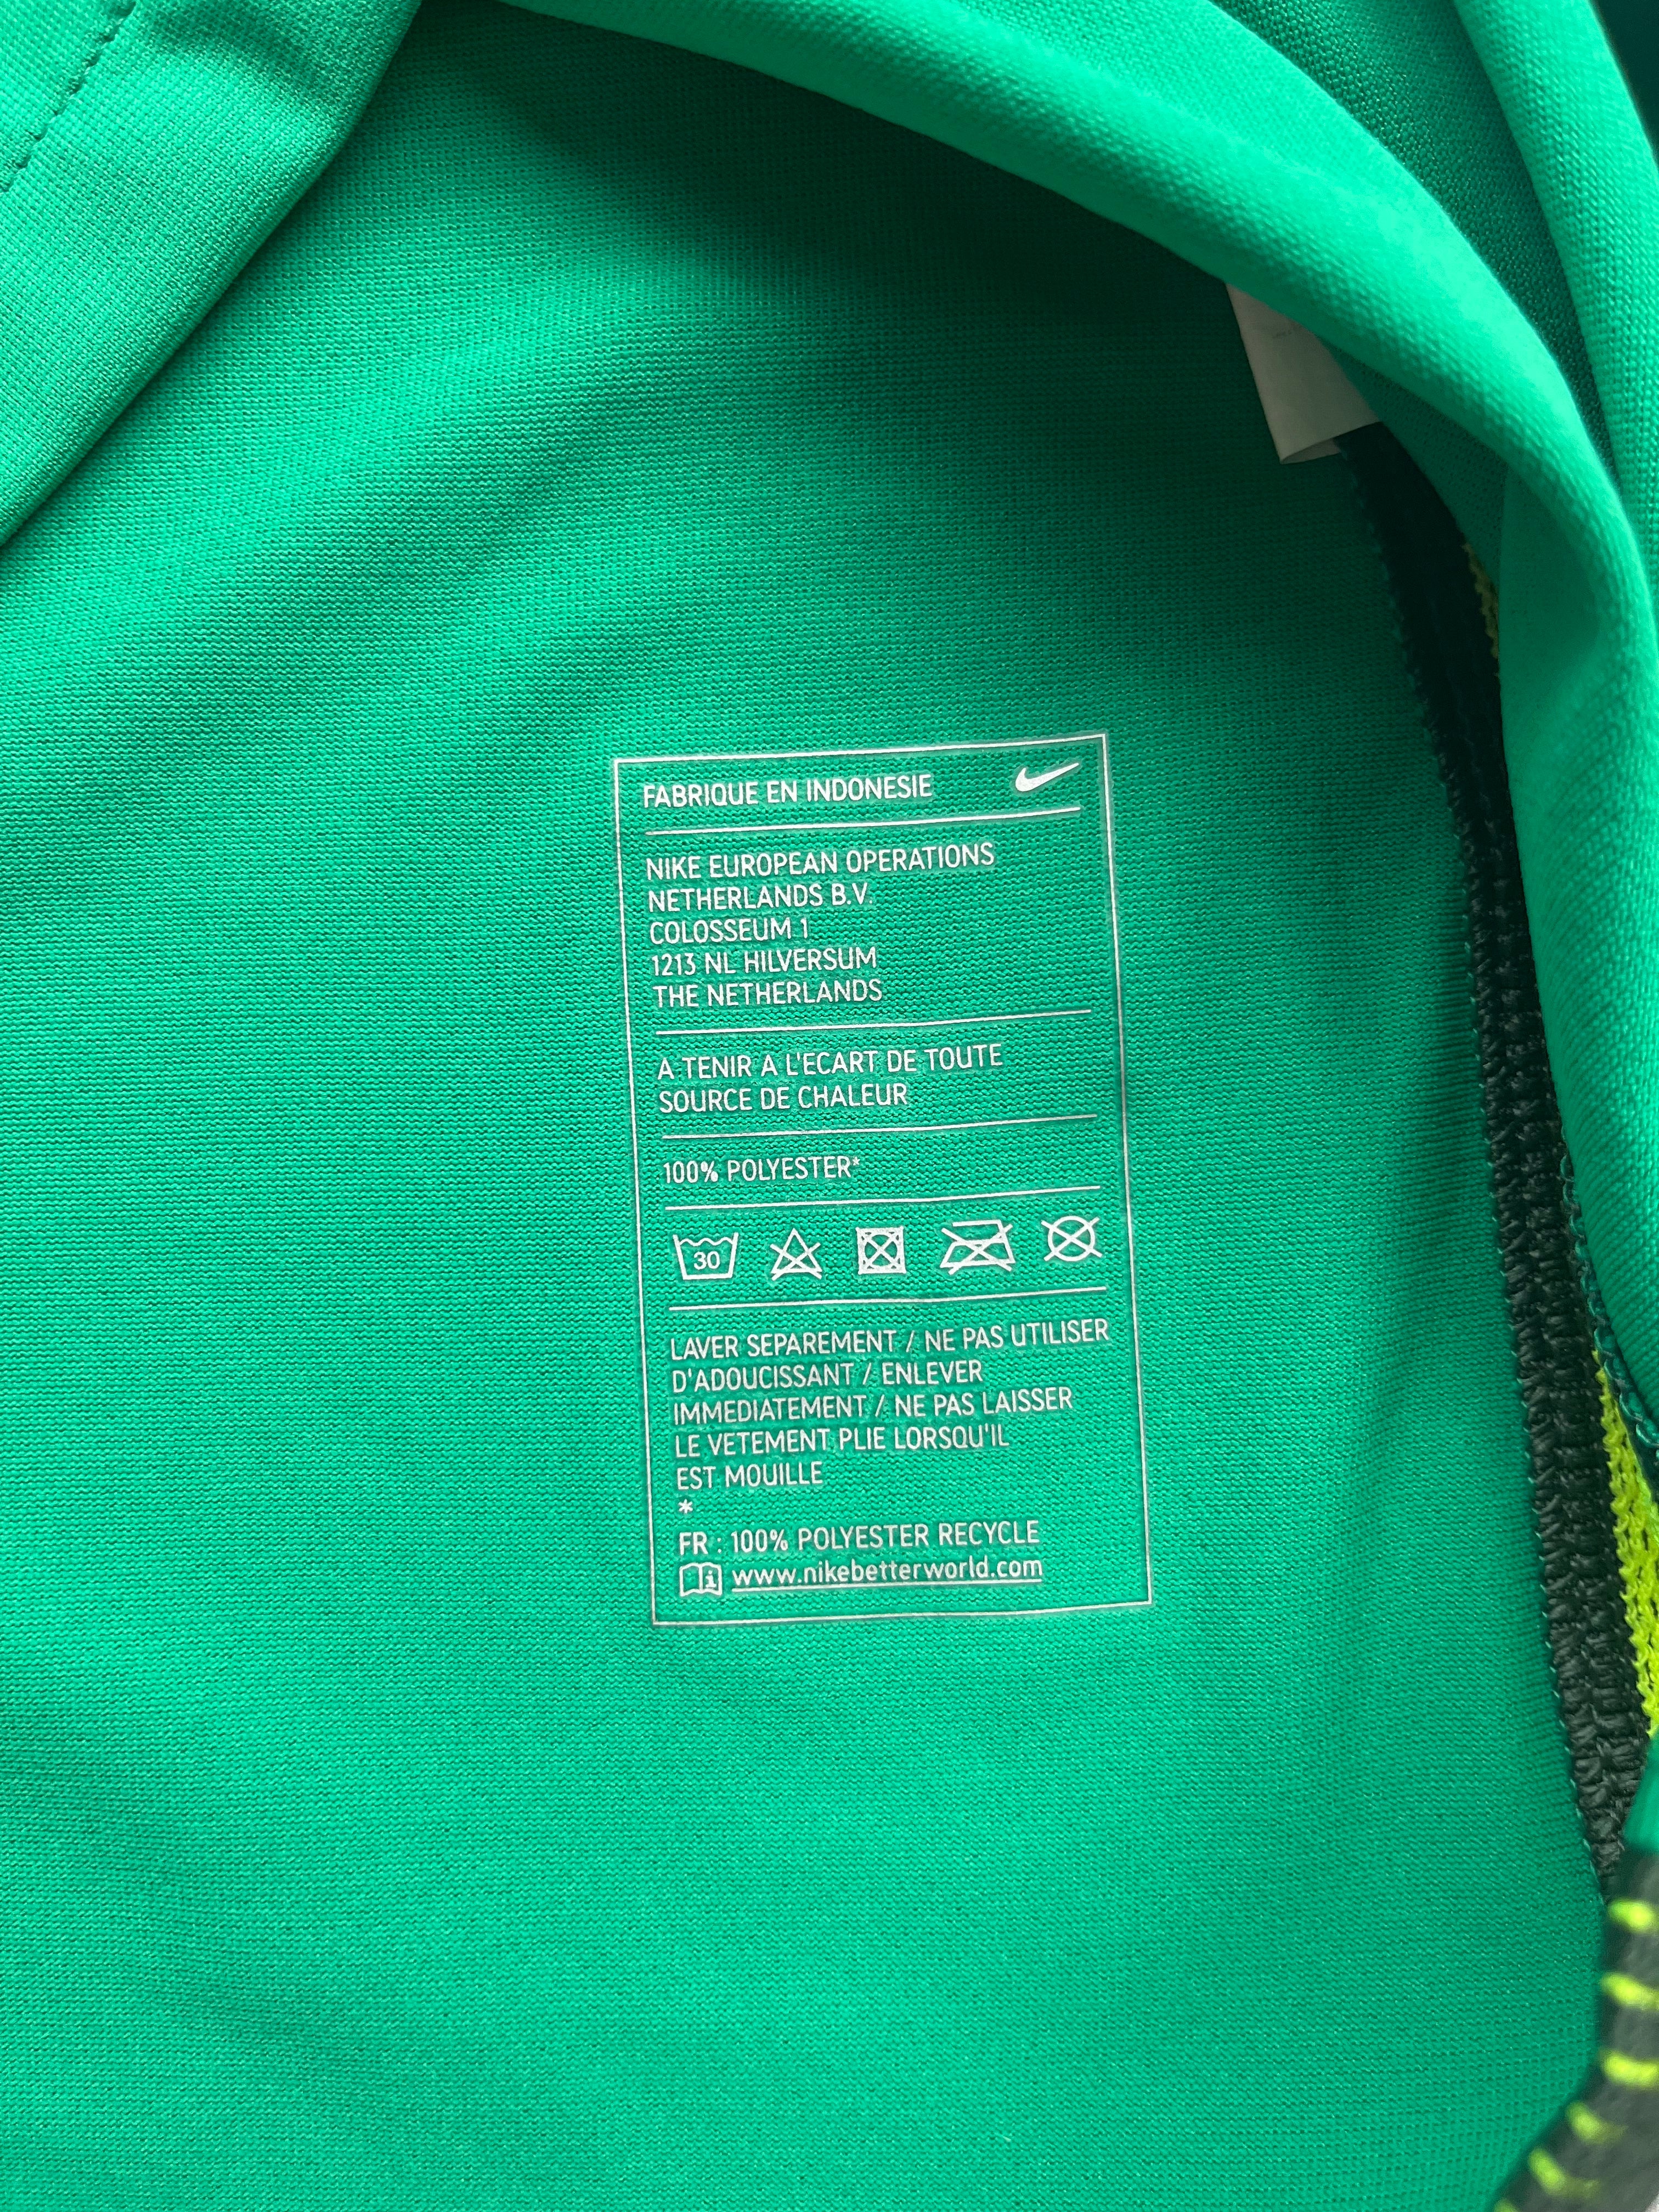 FABRIQUE EN INDONESIE
NIKE EUROPEAN OPERATIONS
NETHERLANDS B.V.
COLOSSEUM 1
1213 NL HILVERSUM
THE NETHERLANDS
A TENIR A L'ECART DE TOUTE
SOURCE DE CHALEUR
100% POLYESTER*
30
LAVER SEPAREMENT / NE PAS UTILISER
D'ADOUCISSANT / ENLEVER
IMMEDIATEMENT / NE PAS LAISSER
LE VETEMENT PLIE LORSQU'IL
EST MOUILLE
*
FR : 100% POLYESTER RECYCLE
www.nikebetterworld.com